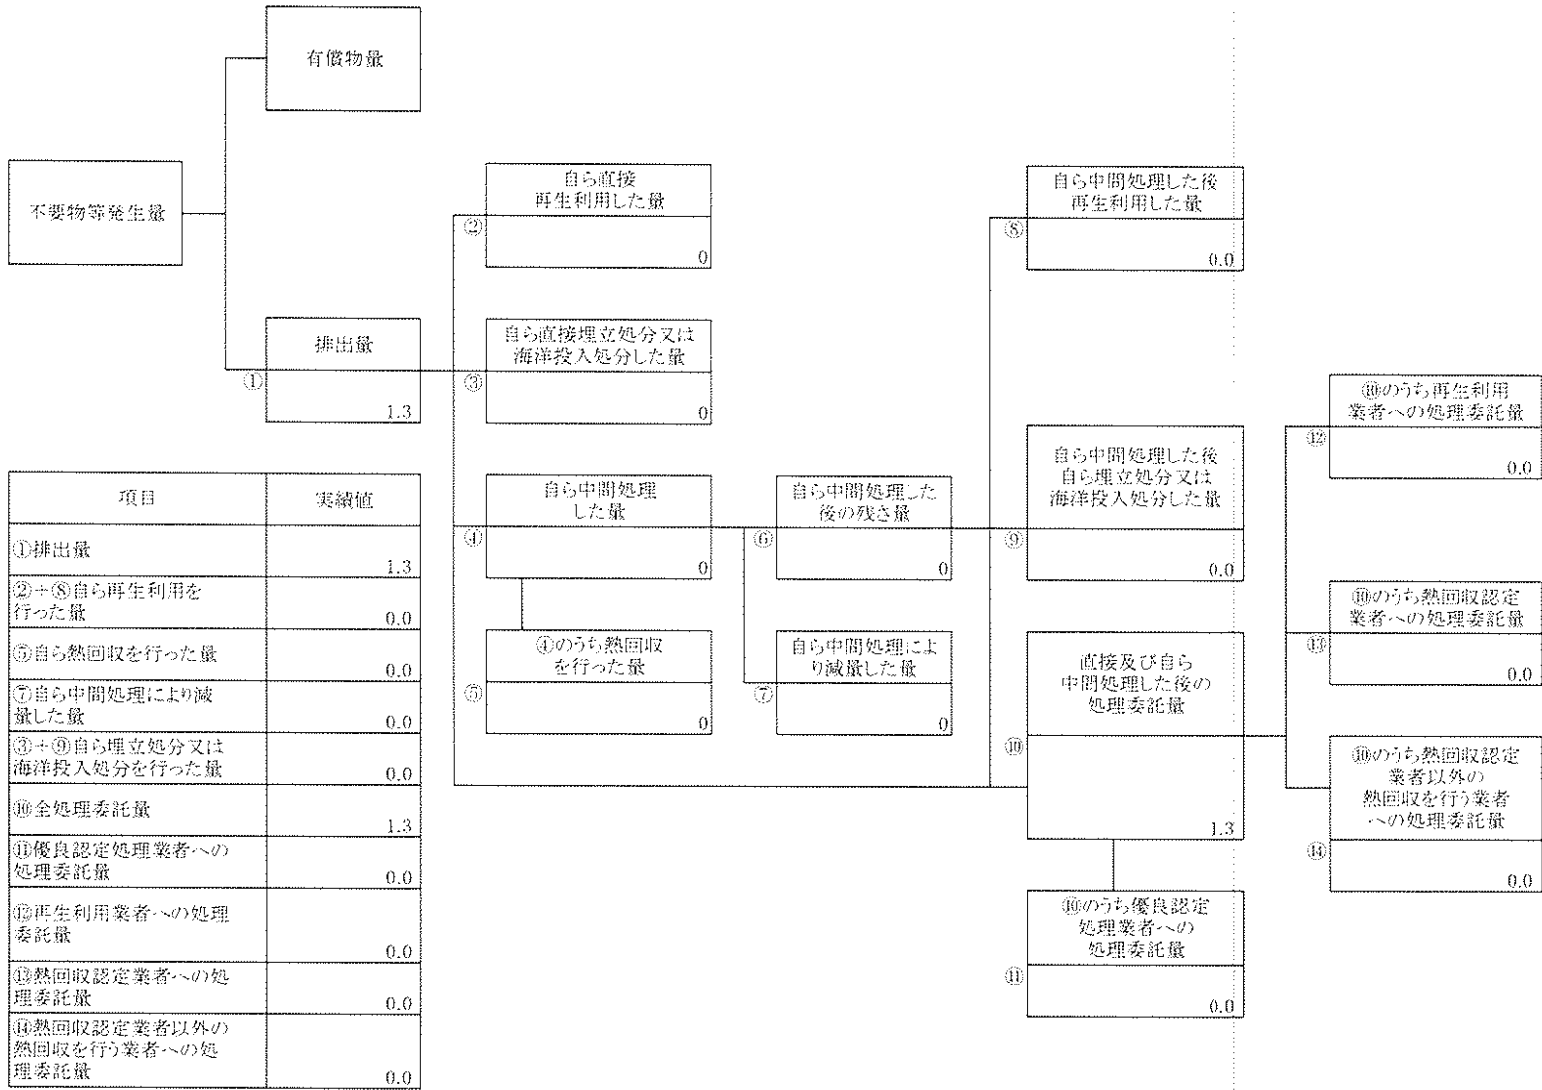 有償物量
不要物等発生量
排出量
①
1.3
自ら直接
再生利用した量
②
0
自ら直接埋立処分又は
海洋投入処分した量
③
0
自ら中間処理
した量
④
0
④のうち熱回収
を行った量
⑤
0
自ら中間処理した
後の残さ量
⑥
0
自ら中間処理によ
り減量した量
⑦
0
自ら中間処理した後
再生利用した量
⑧
0.0
自ら中間処理した後
自ら埋立処分又は
海洋投入処分した量
⑨
0.0
直接及び自ら
中間処理した後の
処理委託量
⑩
1.3
⑩のうち優良認定
処理業者への
処理委託量
⑪
0.0
⑩のうち再生利用
業者への処理委託量
⑫
0.0
⑩のうち熱回収認定
業者への処理委託量
⑬
0.0
⑩のうち熱回収認定
業者以外の
熱回収を行う業者
への処理委託量
⑭
0.0
項目 実績値
①排出量
1.3
②+⑧自ら再生利用を
行った量
0.0
⑤自ら熱回収を行った量
0.0
⑦自ら中間処理により減
量した量
0.0
③+⑨自ら埋立処分又は
海洋投入処分を行った量
0.0
⑩全処理委託量
1.3
⑪優良認定処理業者への
処理委託量
0.0
⑫再生利用業者への処理
委託量
0.0
⑬熱回収認定業者への処
理委託量
0.0
⑭熱回収認定業者以外の
熱回収を行う業者への処
理委託量
0.0